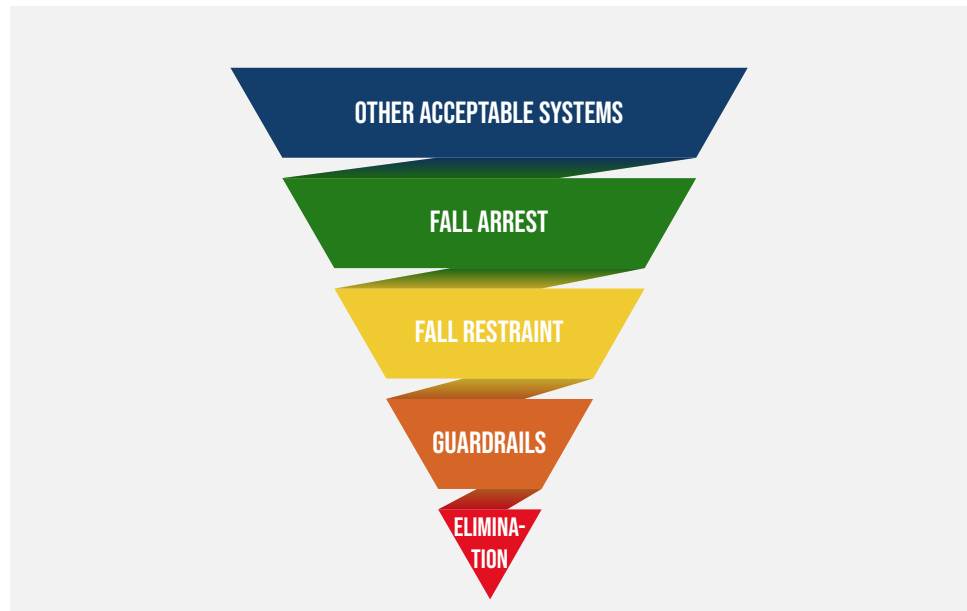 OTHER ACCEPTABLE SYSTEMS
FALL ARREST
FALL RESTRAINT
GUARDRAILS
ELIMINA-
TION